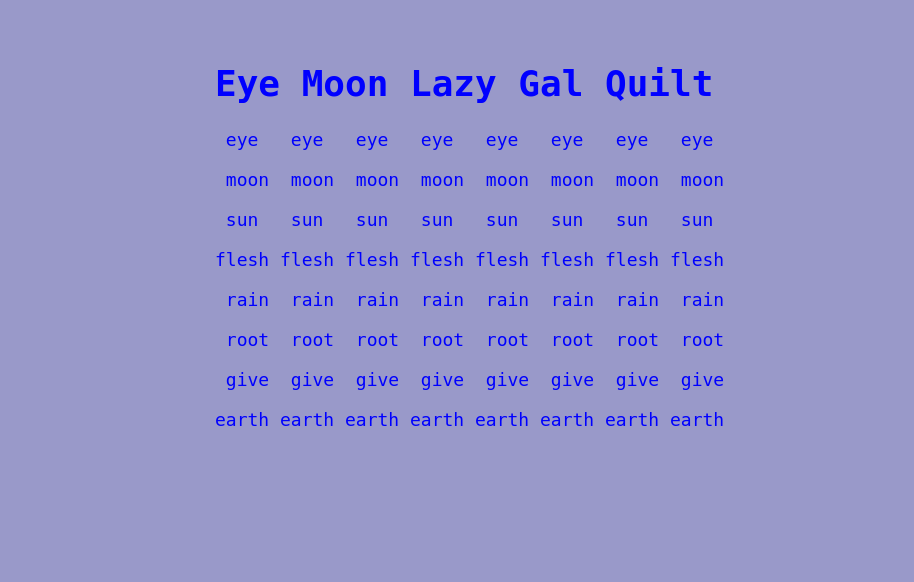 Eye Moon Lazy Gal Quilt
eye eye eye eye eye eye eye eye
moon moon moon moon moon moon moon moon
sun sun sun sun sun sun sun sun
flesh flesh flesh flesh flesh flesh flesh flesh
rain rain rain rain rain rain rain rain
root root root root root root root root
give give give give give give give give
earth earth earth earth earth earth earth earth